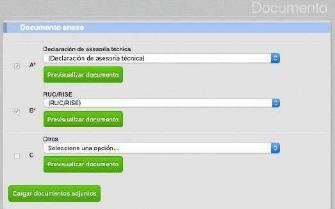 Documento
Documento anexo
Declaración de asesoría técnica
A* (Declaración de asesoría técnica)
Previsualizar documento
RUC/RISE
B* (RUC/RISE)
Previsualizar documento
Otros
C Seleccione una opción...
Previsualizar documento
Cargar documentos adjuntos